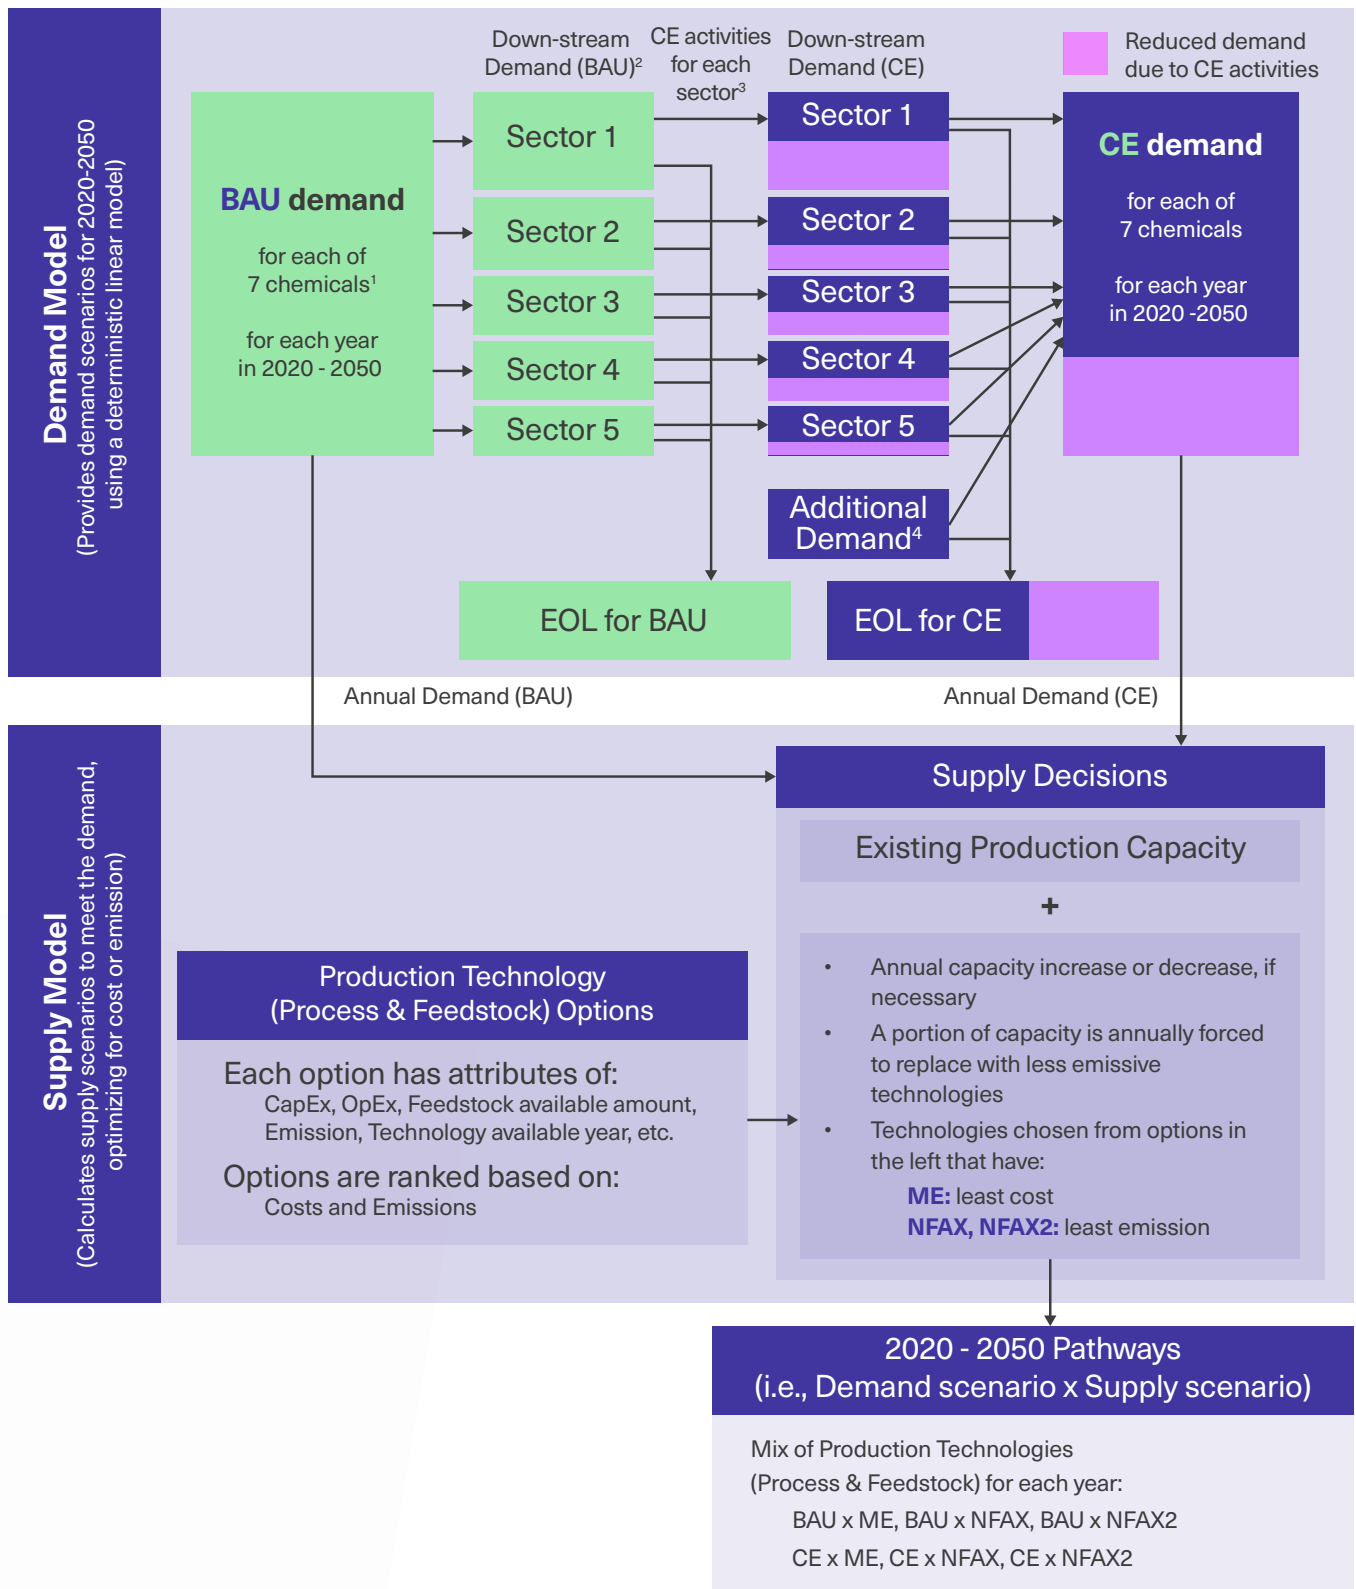 Demand Model
(Provides demand scenarios for 2020-2050
using a deterministic linear model)
Down-stream
Demand (BAU)²
CE activities
for each
sector³
Down-stream
Demand (CE)
Reduced demand
due to CE activities
BAU demand
for each of
7 chemicals¹
for each year
in 2020 - 2050
Sector 1
Sector 2
Sector 3
Sector 4
Sector 5
Sector 1
Sector 2
Sector 3
Sector 4
Sector 5
Additional
Demand⁴
CE demand
for each of
7 chemicals
for each year
in 2020 -2050
EOL for BAU
EOL for CE
Annual Demand (BAU)
Annual Demand (CE)
Supply Model
(Calculates supply scenarios to meet the demand,
optimizing for cost or emission)
Production Technology
(Process & Feedstock) Options
Each option has attributes of:
CapEx, OpEx, Feedstock available amount,
Emission, Technology available year, etc.
Options are ranked based on:
Costs and Emissions
Supply Decisions
Existing Production Capacity
+
• Annual capacity increase or decrease, if
necessary
• A portion of capacity is annually forced
to replace with less emissive
technologies
• Technologies chosen from options in
the left that have:
ME: least cost
NFAX, NFAX2: least emission
2020 - 2050 Pathways
(i.e., Demand scenario x Supply scenario)
Mix of Production Technologies
(Process & Feedstock) for each year:
BAU x ME, BAU x NFAX, BAU x NFAX2
CE x ME, CE x NFAX, CE x NFAX2